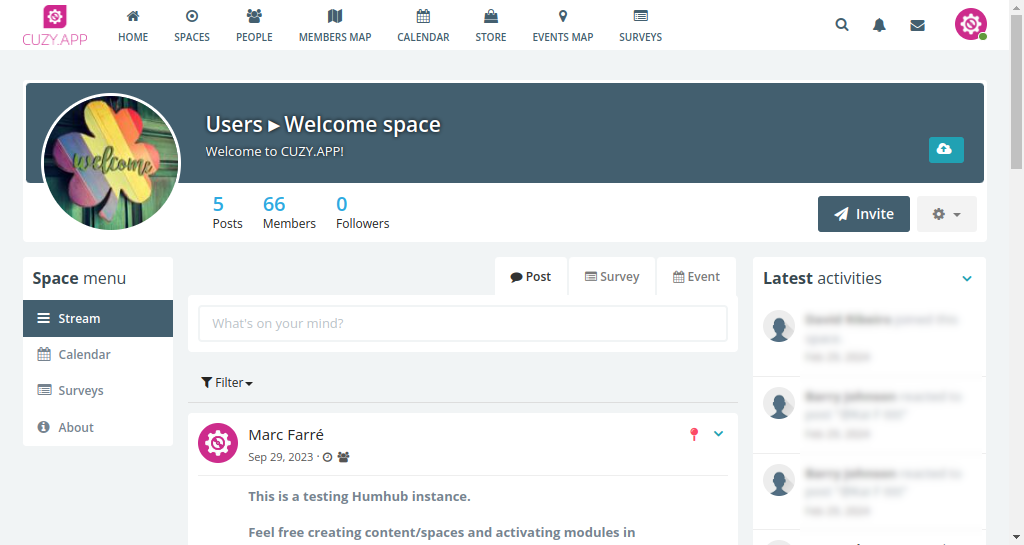 CUZY.APP
HOME
SPACES
PEOPLE
MEMBERS MAP
CALENDAR
STORE
EVENTS MAP
SURVEYS
welcome
Users ▸ Welcome space
Welcome to CUZY.APP!
5
Posts
66
Members
0
Followers
Invite
Space menu
Stream
Calendar
Surveys
About
Post
Survey
Event
What's on your mind?
Filter
Marc Farré
Sep 29, 2023 ·
This is a testing Humhub instance.
Feel free creating content/spaces and activating modules in
Latest activities